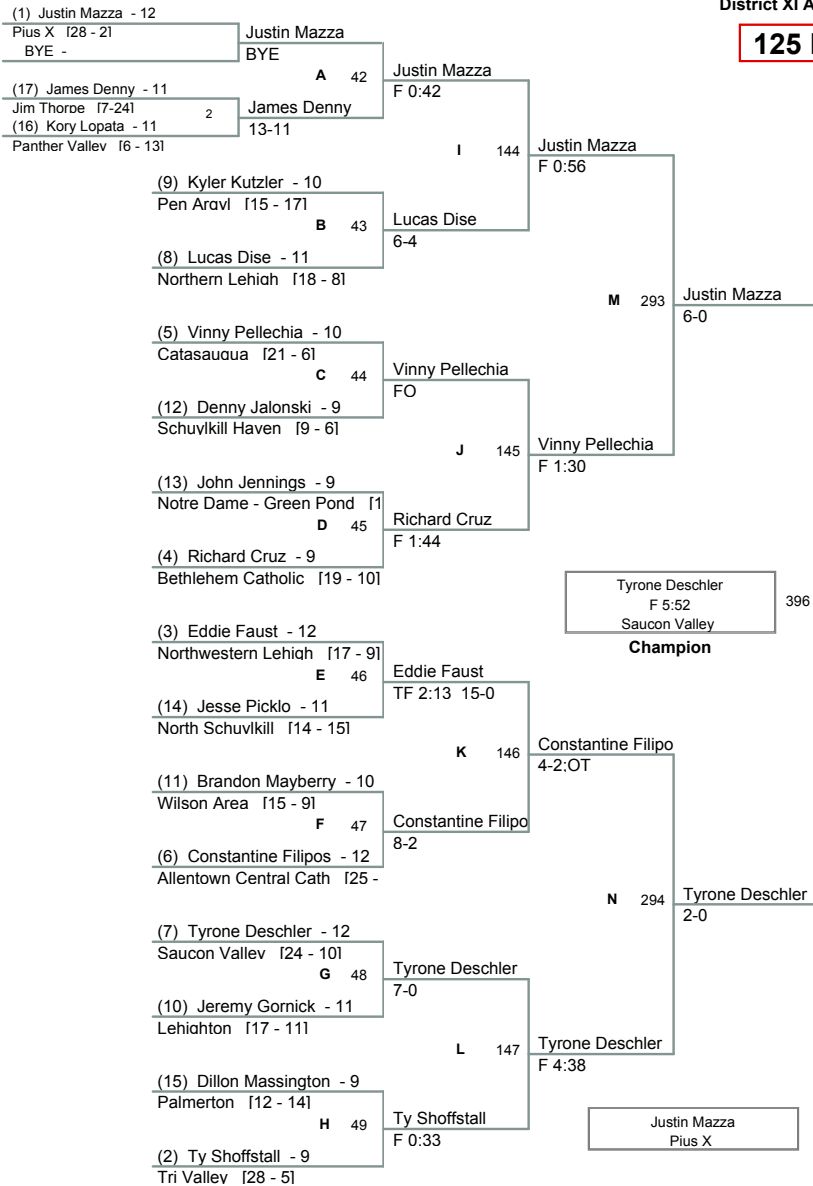 District XI A
125
(1) Justin Mazza - 12
Pius X [28 - 2]
BYE -
Justin Mazza
BYE
A 42
(17) James Denny - 11
Jim Thorpe [7-24]
2
(16) Kory Lopata - 11
Panther Valley [6 - 13]
James Denny
13-11
Justin Mazza
F 0:42
I 144
(9) Kyler Kutzler - 10
Pen Argyl [15 - 17]
B 43
(8) Lucas Dise - 11
Northern Lehigh [18 - 8]
Lucas Dise
6-4
Justin Mazza
F 0:56
M 293
(5) Vinny Pellechia - 10
Catasauqua [21 - 6]
C 44
(12) Denny Jalonski - 9
Schuylkill Haven [9 - 6]
Vinny Pellechia
FO
J 145
(13) John Jennings - 9
Notre Dame - Green Pond [1
D 45
(4) Richard Cruz - 9
Bethlehem Catholic [19 - 10]
Richard Cruz
F 1:44
Vinny Pellechia
F 1:30
Justin Mazza
6-0
Tyrone Deschler
F 5:52
Saucon Valley
396
Champion
(3) Eddie Faust - 12
Northwestern Lehigh [17 - 9]
E 46
(14) Jesse Picklo - 11
North Schuylkill [14 - 15]
Eddie Faust
TF 2:13 15-0
K 146
(11) Brandon Mayberry - 10
Wilson Area [15 - 9]
F 47
(6) Constantine Filipos - 12
Allentown Central Cath [25 -
Constantine Filipo
8-2
Constantine Filipo
4-2:OT
N 294
(7) Tyrone Deschler - 12
Saucon Valley [24 - 10]
G 48
(10) Jeremy Gornick - 11
Lehighton [17 - 11]
Tyrone Deschler
7-0
L 147
(15) Dillon Massington - 9
Palmerton [12 - 14]
H 49
(2) Ty Shoffstall - 9
Tri Valley [28 - 5]
Ty Shoffstall
F 0:33
Tyrone Deschler
F 4:38
Tyrone Deschler
2-0
Justin Mazza
Pius X